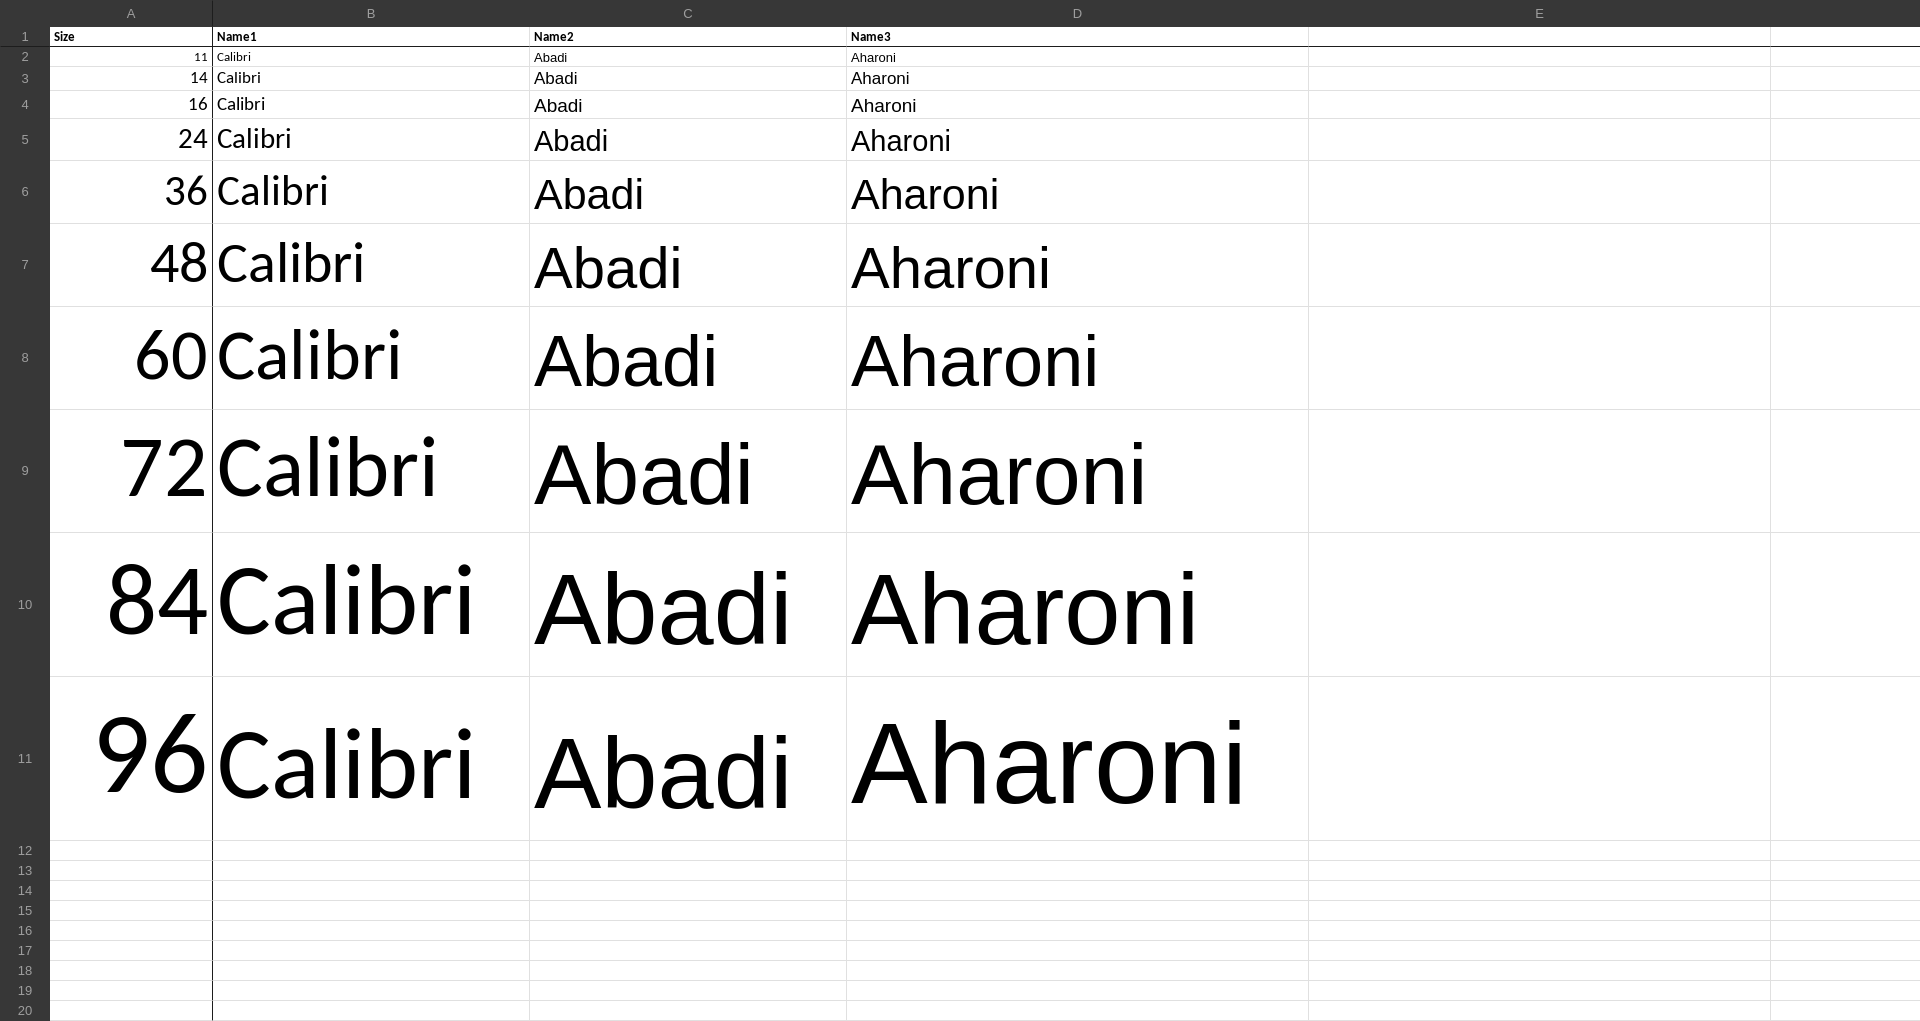 A B C D E
1 Size Name1 Name2 Name3
2 11 Calibri Abadi Aharoni
3 14 Calibri Abadi Aharoni
4 16 Calibri Abadi Aharoni
5 24 Calibri Abadi Aharoni
6 36 Calibri Abadi Aharoni
7 48 Calibri Abadi Aharoni
8 60 Calibri Abadi Aharoni
9 72 Calibri Abadi Aharoni
10 84 Calibri Abadi Aharoni
11 96 Calibri Abadi Aharoni
12
13
14
15
16
17
18
19
20